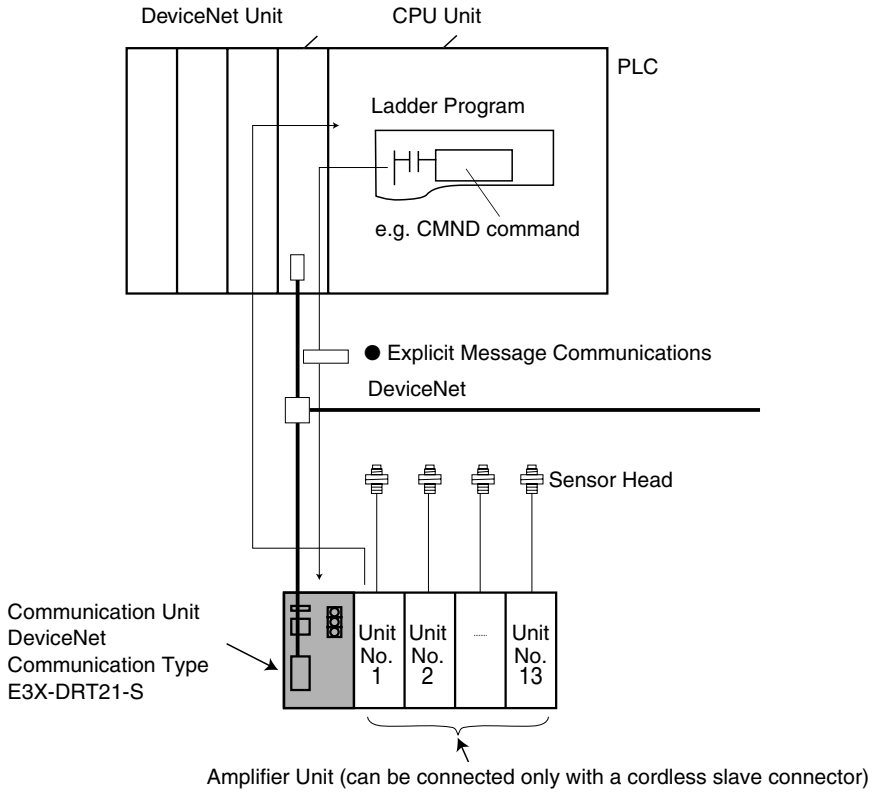 DeviceNet Unit
CPU Unit
PLC
Ladder Program
e.g. CMND command
● Explicit Message Communications
DeviceNet
Sensor Head
Communication Unit
DeviceNet
Communication Type
E3X-DRT21-S
Unit
No.
1
Unit
No.
2
.......
Unit
No.
13
Amplifier Unit (can be connected only with a cordless slave connector)